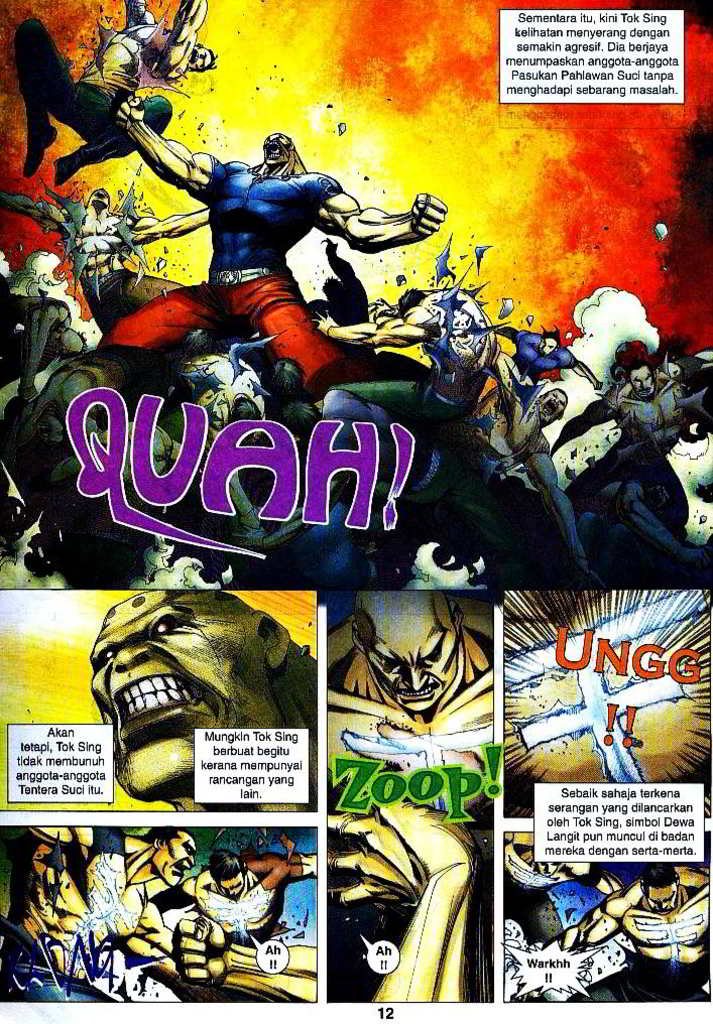 Sementara itu, kini Tok Sing
kelihatan menyerang dengan
semakin agresif. Dia berjaya
menumpaskan anggota-anggota
Pasukan Pahlawan Suci tanpa
menghadapi sebarang masalah.
QUAH!
Akan
tetapi, Tok Sing
tidak membunuh
anggota-anggota
Tentera Suci itu.
Mungkin Tok Sing
berbuat begitu
kerana mempunyai
rancangan yang
lain.
Zoop!
UNGG
!!
Sebaik sahaja terkena
serangan yang dilancarkan
oleh Tok Sing, simbol Dewa
Langit pun muncul di badan
mereka dengan serta-merta.
Ah
!!
Ah
!!
Warkhh
!!
12